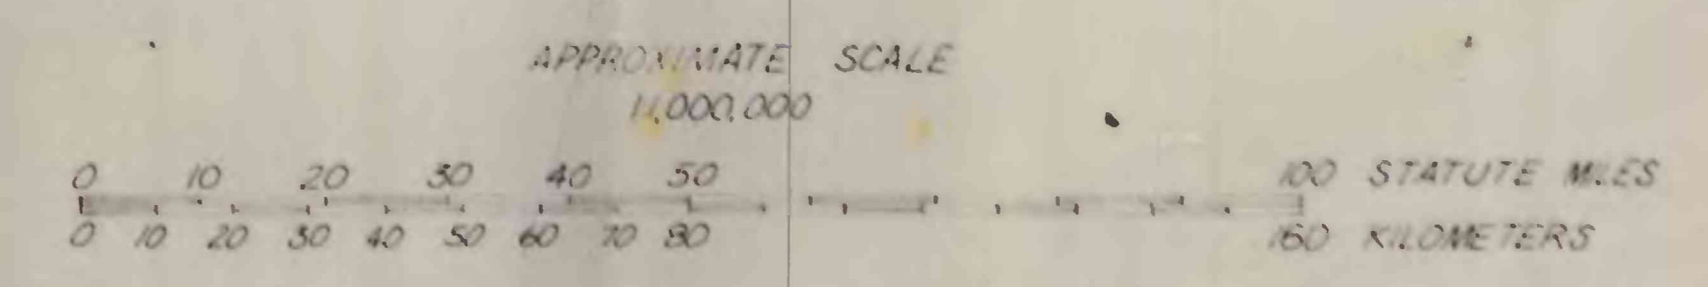 APPROXIMATE SCALE
1:1,000,000
0 10 20 30 40 50 100 STATUTE MILES
0 10 20 30 40 50 60 70 80 160 KILOMETERS